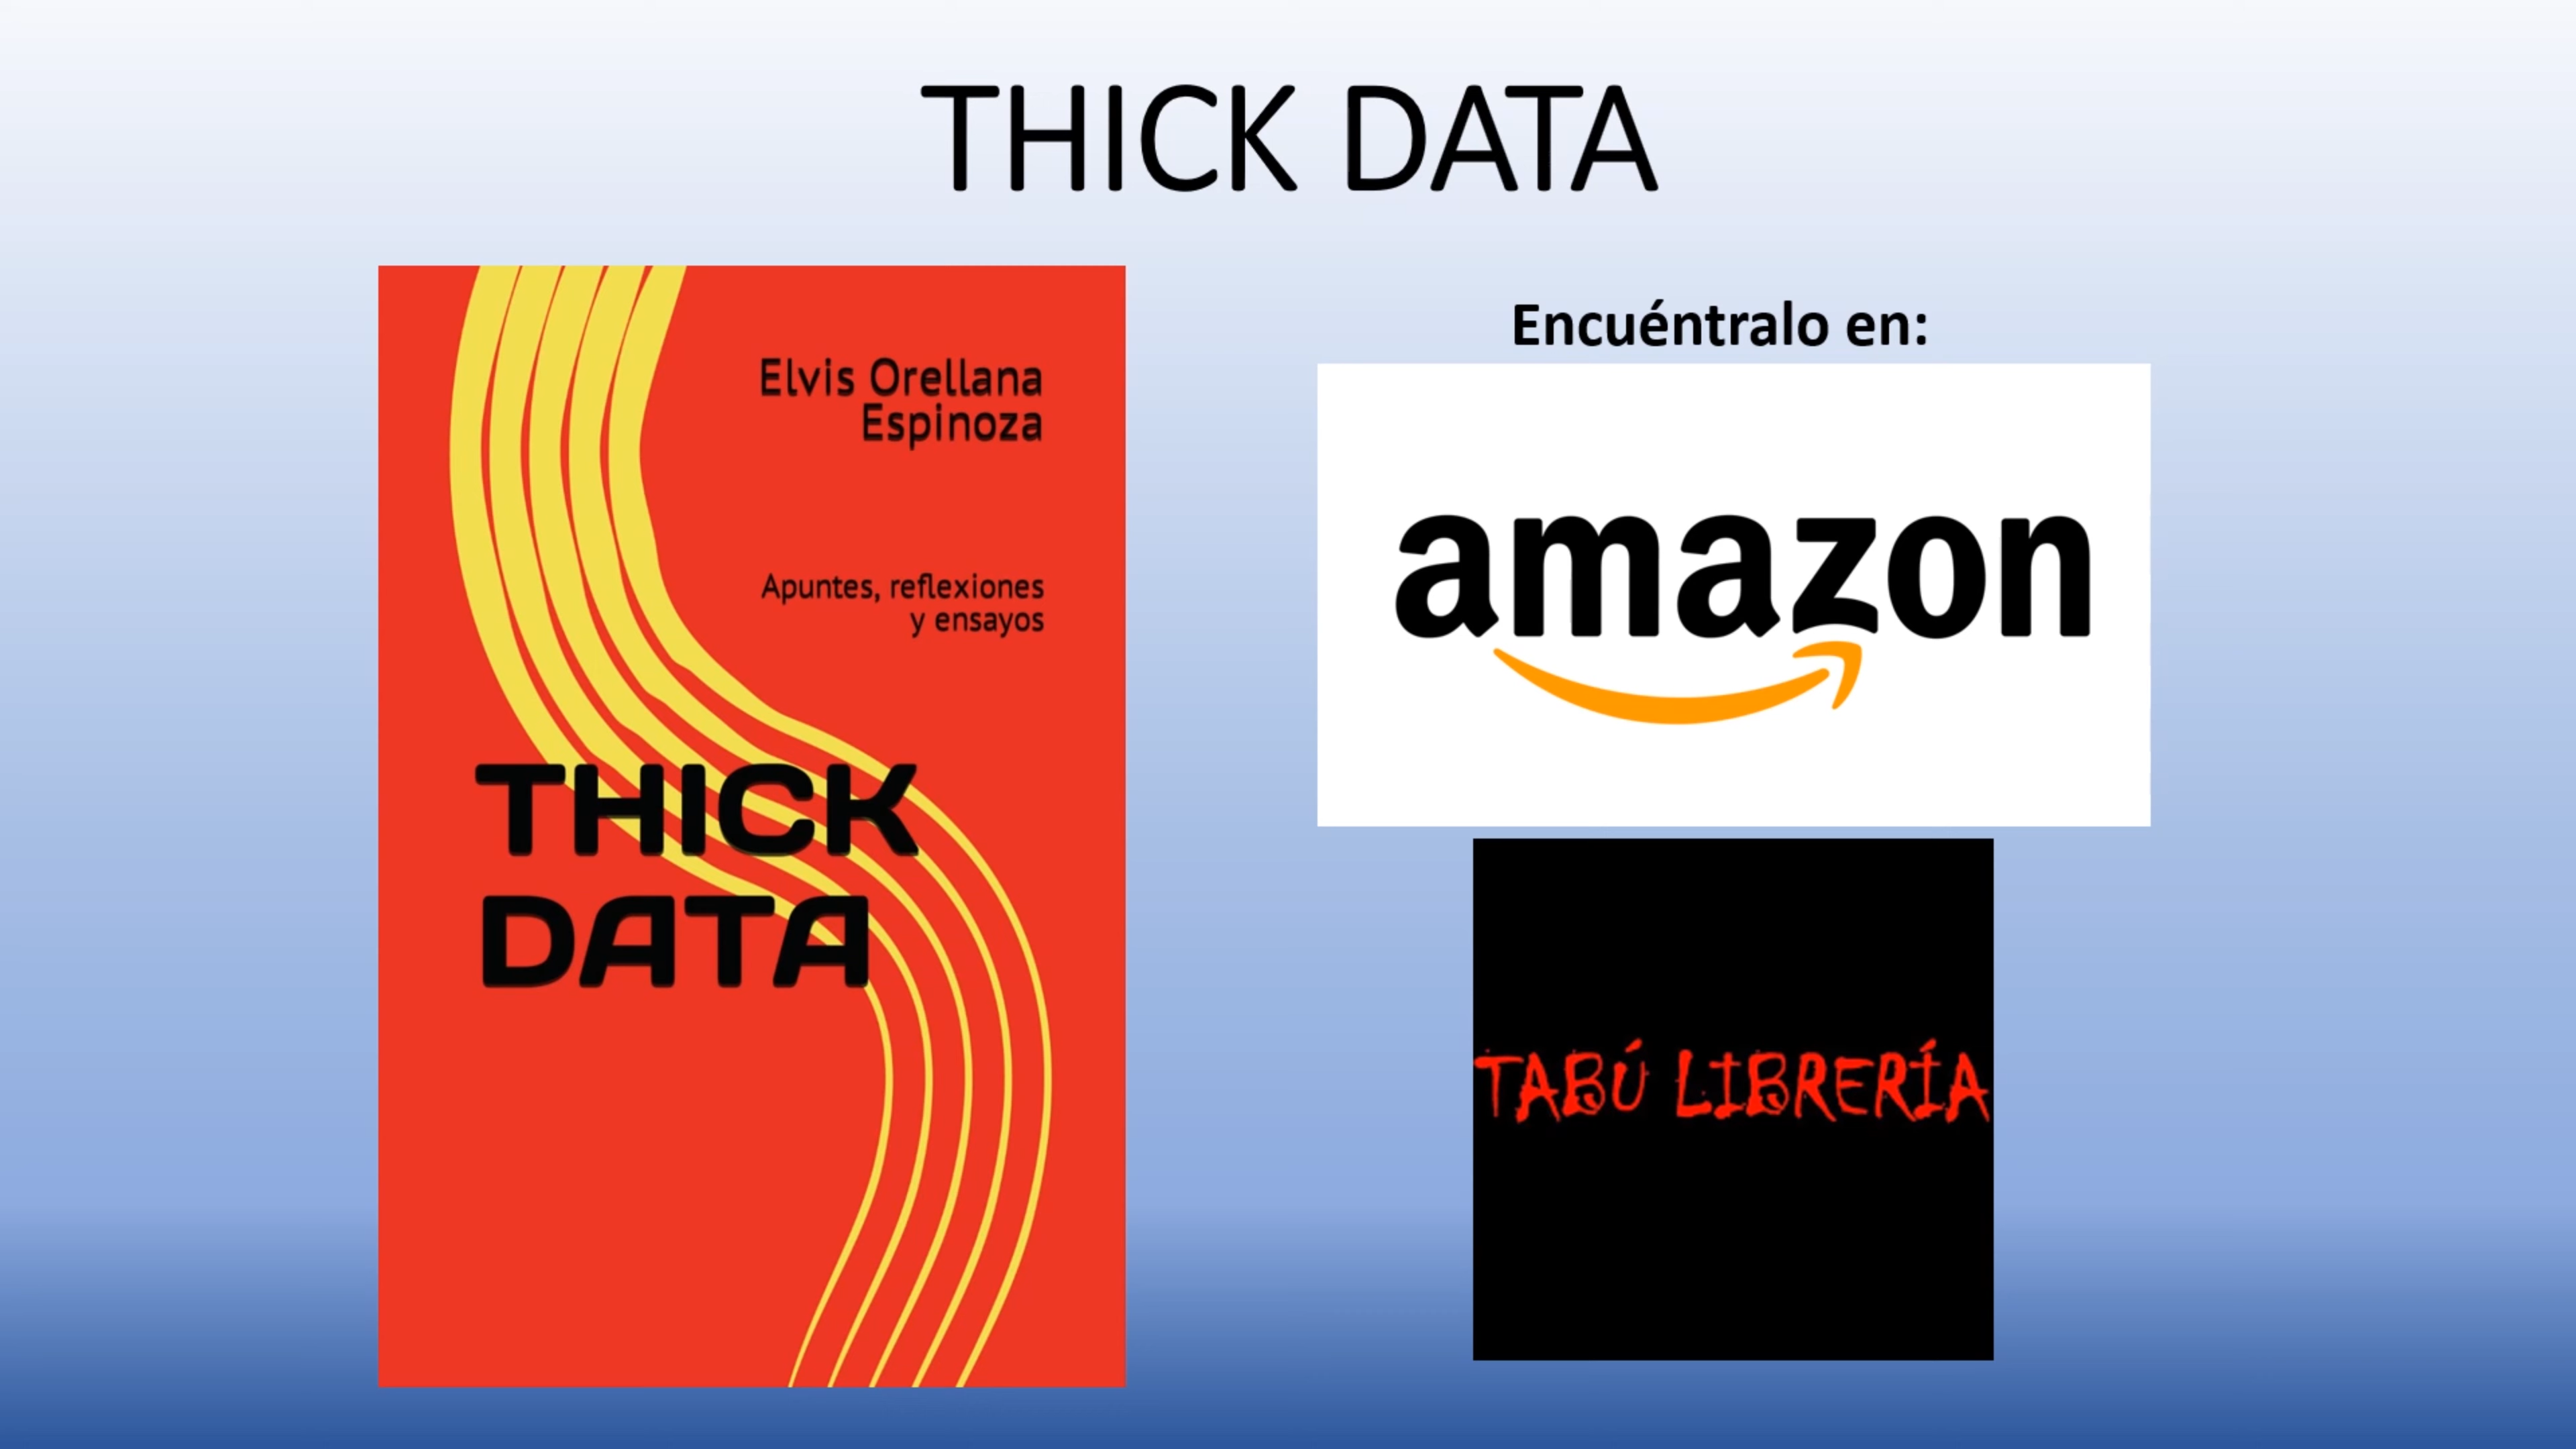 THICK DATA
Elvis Orellana
Espinoza
Apuntes, reflexiones
y ensayos
THICK
DATA
Encuéntralo en:
amazon
TABÚ LIBRERÍA